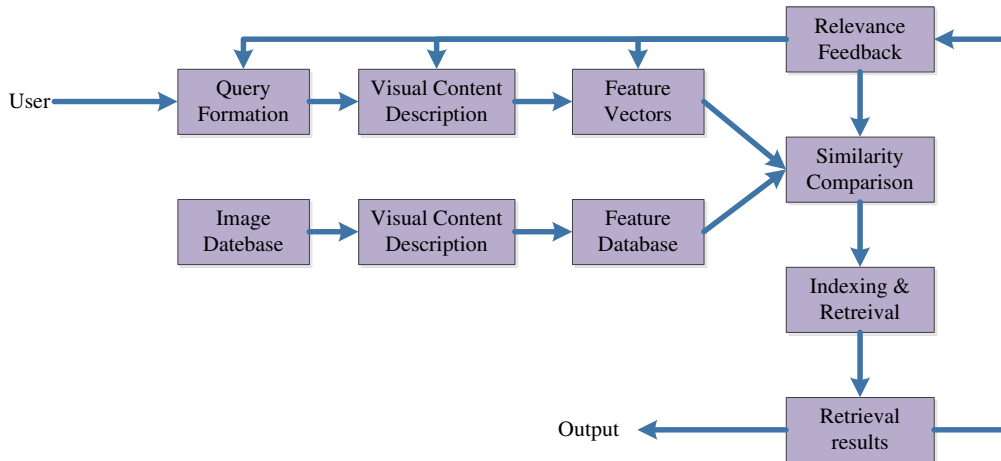 Relevance
Feedback
User
Query
Formation
Visual Content
Description
Feature
Vectors
Similarity
Comparison
Image
Datebase
Visual Content
Description
Feature
Database
Indexing &
Retreival
Output
Retrieval
results